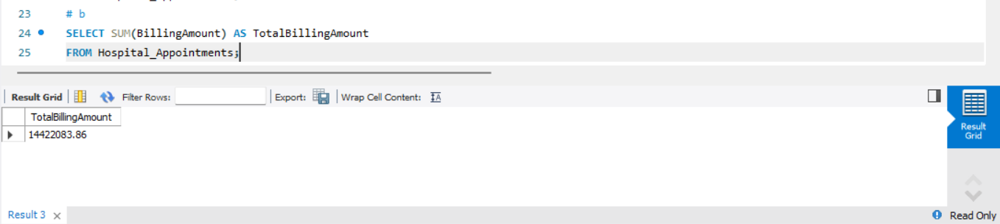 23 # b
24 SELECT SUM(BillingAmount) AS TotalBillingAmount
25 FROM Hospital_Appointments;
Result Grid Filter Rows: Export: Wrap Cell Content: IA
TotalBillingAmount
14422083.86
Result
Grid
Result 3 × Read Only